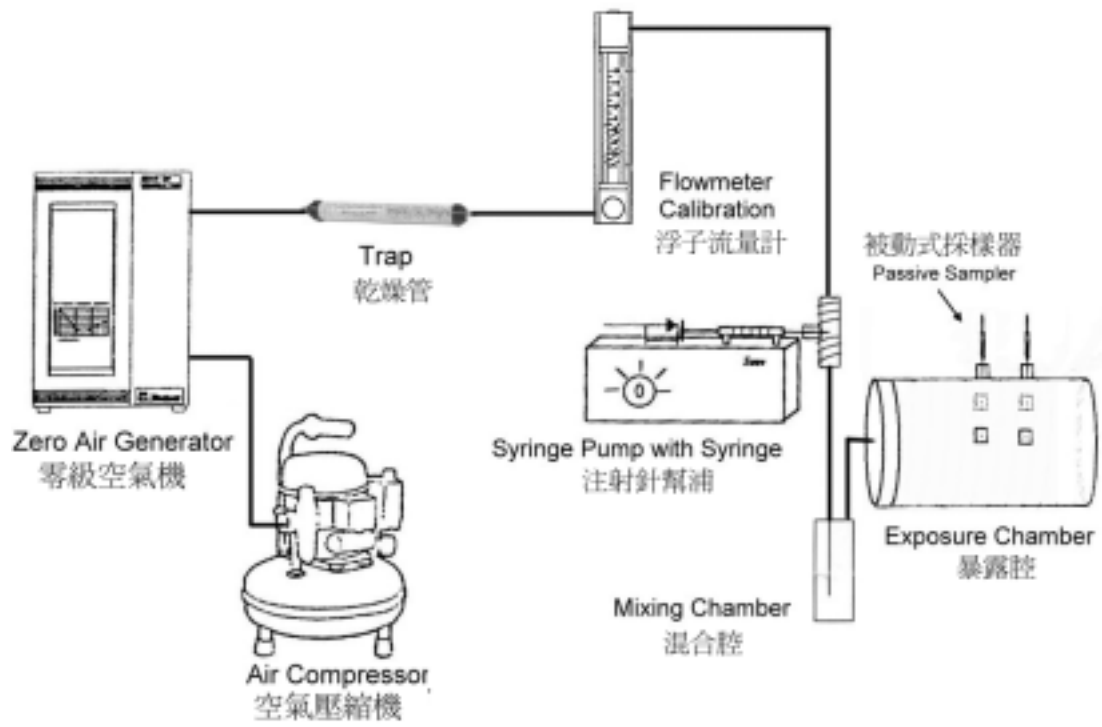 Flowmeter
Calibration
浮子流量計
Trap
乾燥管
被動式採樣器
Passive Sampler
Zero Air Generator
零級空氣機
Syringe Pump with Syringe
注射針幫浦
0
Exposure Chamber
暴露腔
Mixing Chamber
混合腔
Air Compressor
空氣壓縮機